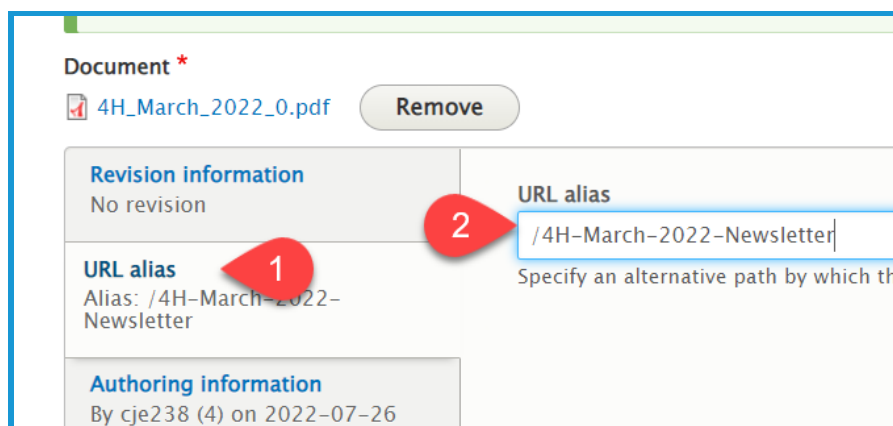 Document *
4H_March_2022_0.pdf Remove
Revision information
No revision
URL alias
2
/4H-March-2022-Newsletter
URL alias 1
Specify an alternative path by which
Alias: /4H-March-2022-
Newsletter
Authoring information
By cje238 (4) on 2022-07-26